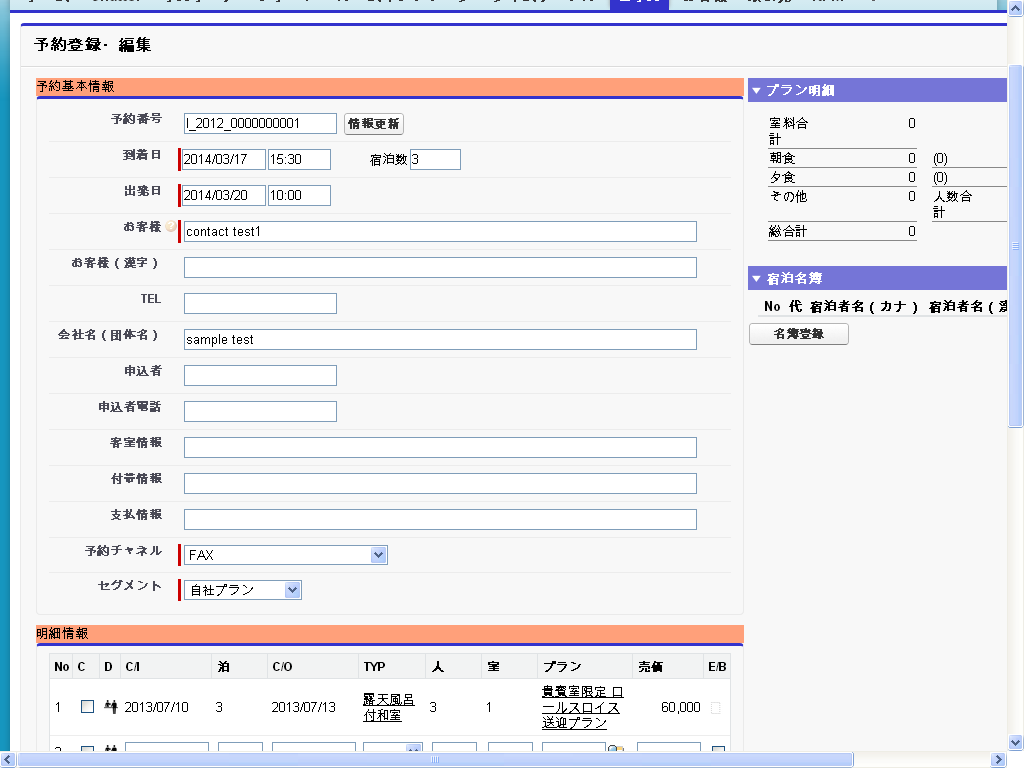 予約登録・編集
予約基本情報
予約番号 I_2012_0000000001 情報更新
到着日 2014/03/17 15:30 宿泊数 3
出発日 2014/03/20 10:00
お客様 contact test1
お客様(漢字)
TEL
会社名(団体名) sample test
申込者
申込者電話
客室情報
付帯情報
支払情報
予約チャネル FAX
セグメント 自社プラン
プラン明細
室料合計 0
朝食 0 (0)
夕食 0 (0)
その他 0 人数合計
総合計 0
宿泊名簿
No 代 宿泊者名(カナ) 宿泊者名(漢
名簿登録
明細情報
No C D C/I 泊 C/O TYP 人 室 プラン 売価 E/B
1 2013/07/10 3 2013/07/13 露天風呂付和室 3 1 貴賓室限定 ロールスロイス送迎プラン 60,000